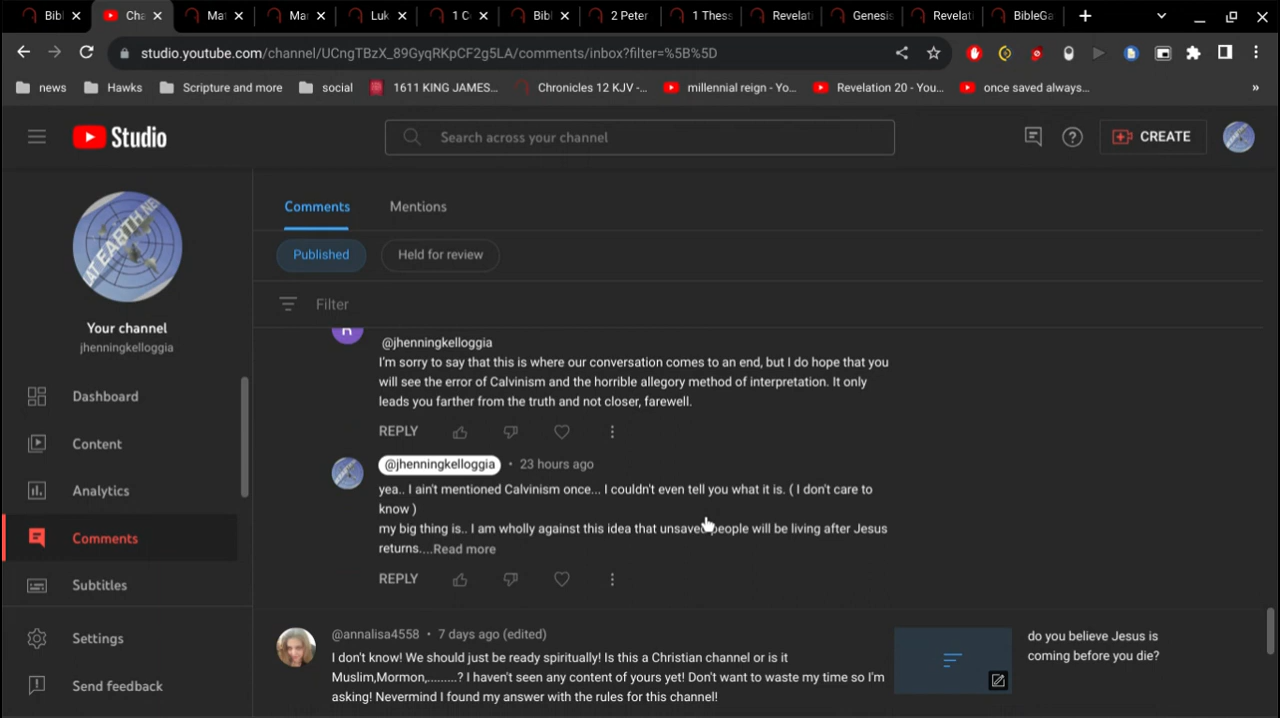 Bibl
Cha
Mat
Mar
Luk
1 C
Bibl
2 Peter
1 Thess
Revelati
Genesis
Revelati
BibleGa
studio.youtube.com/channel/UCngTBzX_89GyqRKpCF2g5LA/comments/inbox?filter=%5B%5D
news
Hawks
Scripture and more
social
1611 KING JAMES...
Chronicles 12 KJV -...
millennial reign - Yo...
Revelation 20 - You...
once saved always...
»
Studio
Search across your channel
CREATE
AT EARTH NE
Your channel
jhenningkelloggia
Dashboard
Content
Analytics
Comments
Subtitles
Settings
Send feedback
Comments Mentions
Published Held for review
Filter
@jhenningkelloggia
I'm sorry to say that this is where our conversation comes to an end, but I do hope that you
will see the error of Calvinism and the horrible allegory method of interpretation. It only
leads you farther from the truth and not closer, farewell.
REPLY
@jhenningkelloggia • 23 hours ago
yea.. I ain't mentioned Calvinism once... I couldn't even tell you what it is. ( I don't care to
know )
my big thing is.. I am wholly against this idea that unsaved people will be living after Jesus
returns....Read more
REPLY
@annalisa4558 • 7 days ago (edited)
I don't know! We should just be ready spiritually! Is this a Christian channel or is it
Muslim,Mormon,.........? I haven't seen any content of yours yet! Don't want to waste my time so I'm
asking! Nevermind I found my answer with the rules for this channel!
do you believe Jesus is
coming before you die?